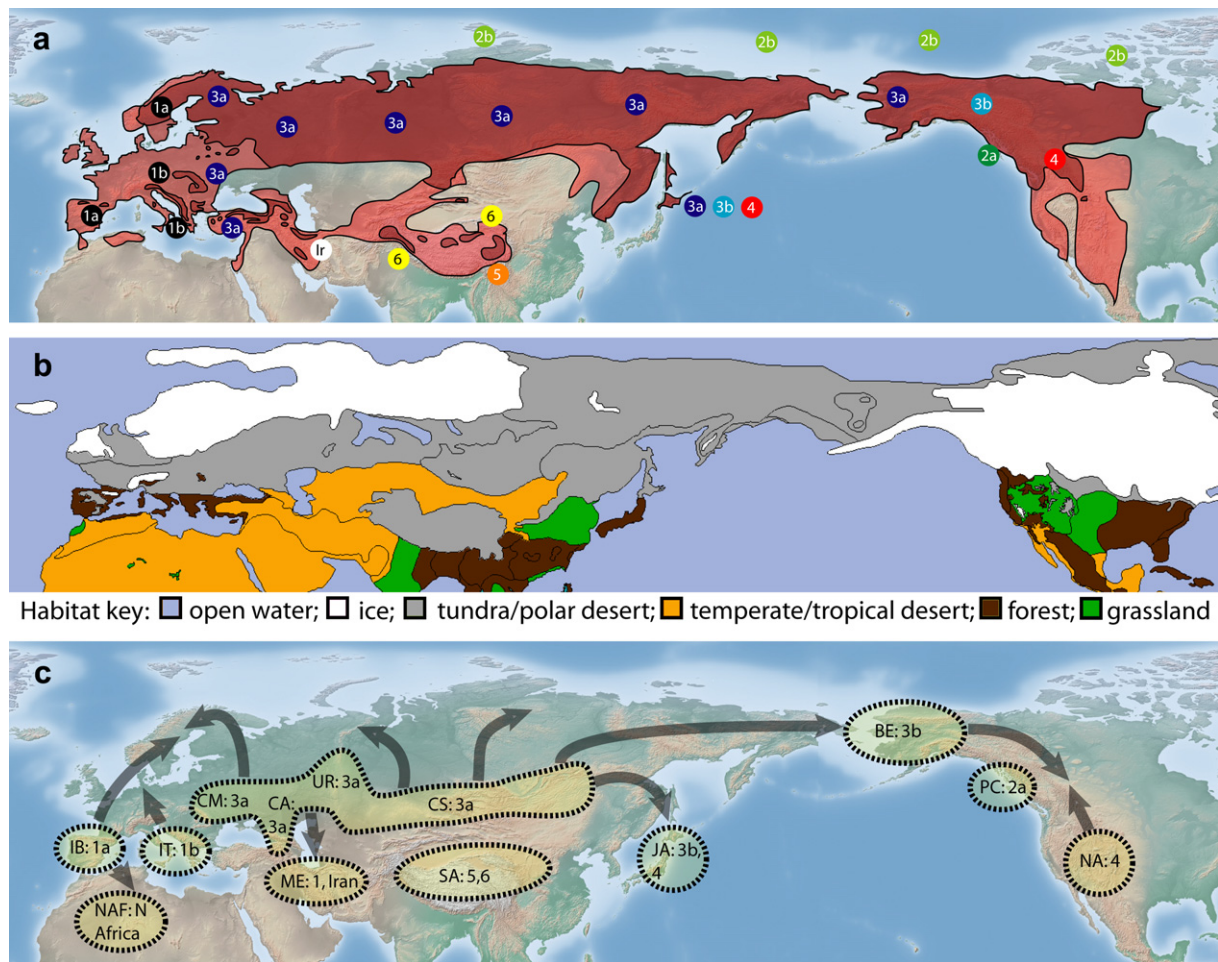 a
2b
2b
2b
2b
1a
3a
3a
3a
3a
3a
3a
3b
1b
3a
2a
4
1a
1b
3a
3a
3b
4
6
Ir
6
5
b
Habitat key: open water; ice; tundra/polar desert; temperate/tropical desert; forest; grassland
c
BE: 3b
UR: 3a
CM: 3a
CA:
3a
CS: 3a
PC: 2a
IB: 1a
IT: 1b
JA: 3b,
4
NA: 4
ME: 1, Iran
SA: 5,6
NAF: N
Africa